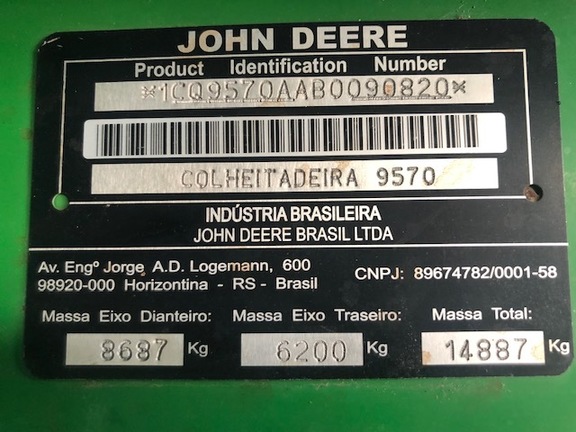 JOHN DEERE
Product Identification Number
*1CQ9570AAB0090820*
COLHEITADEIRA 9570
INDÚSTRIA BRASILEIRA
JOHN DEERE BRASIL LTDA
Av. Engº Jorge A.D. Logemann, 600
98920-000 Horizontina - RS - Brasil
CNPJ: 89674782/0001-58
Massa Eixo Dianteiro: Massa Eixo Traseiro: Massa Total:
8687 Kg 6200 Kg 14887 Kg